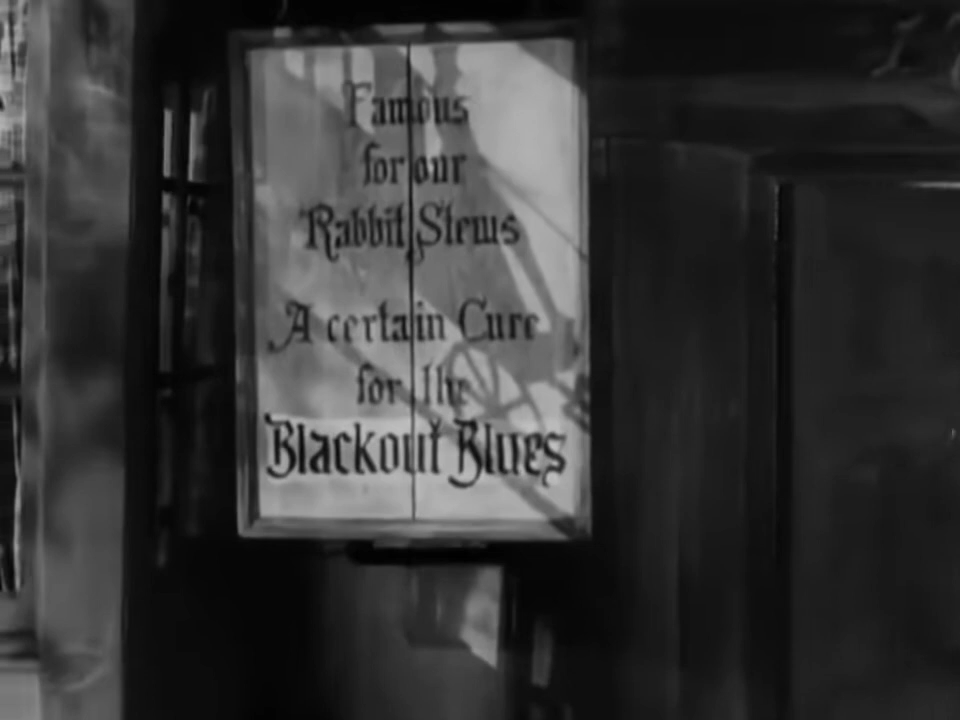 Famous
for our
Rabbit Stews
A certain Cure
for the
Blackout Blues